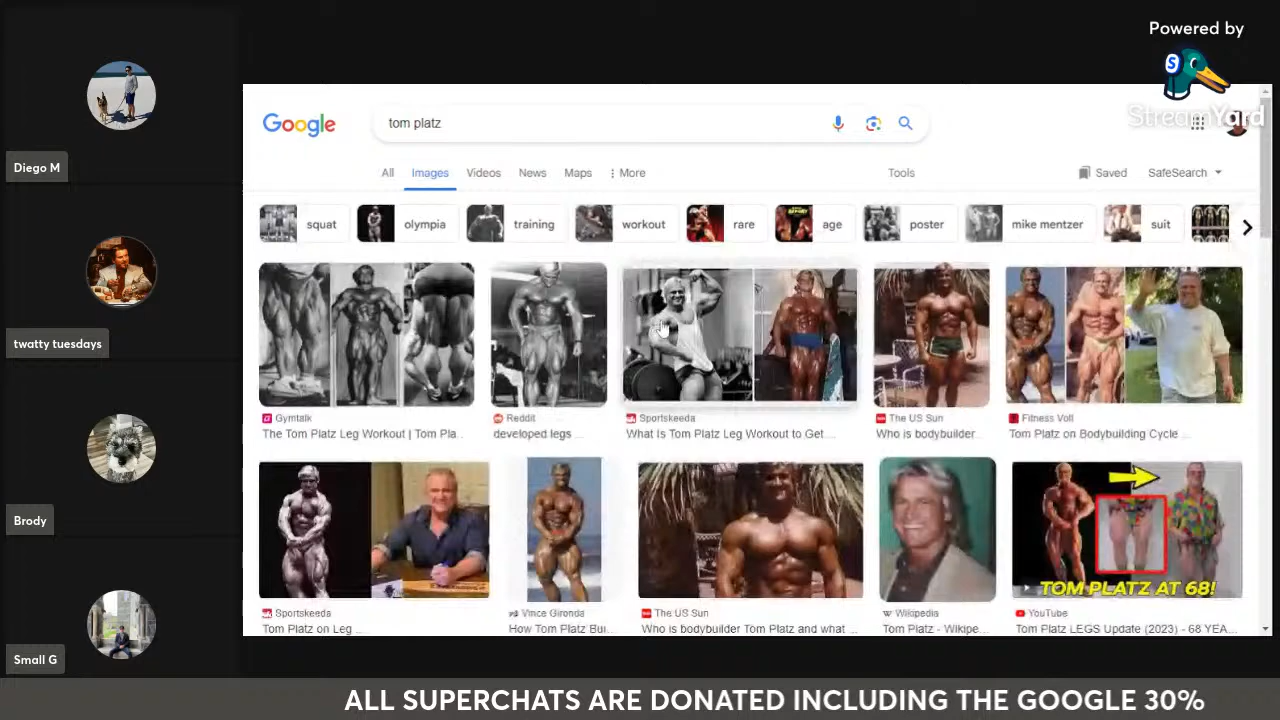 Powered by
StreamYard
Diego M
twatty tuesdays
Brody
Small G
Google
tom platz
All Images Videos News Maps More Tools Saved SafeSearch
squat olympia training workout rare age poster mike mentzer suit
Gymtalk
The Tom Platz Leg Workout | Tom Pla...
Reddit
developed legs ...
Sportskeeda
What Is Tom Platz Leg Workout to Get ...
The US Sun
Who is bodybuilder...
Fitness Volt
Tom Platz on Bodybuilding Cycle ...
TOM PLATZ AT 68!
Sportskeeda
Tom Platz on Leg ...
Vince Gironda
How Tom Platz Bui...
The US Sun
Who is bodybuilder Tom Platz and what ...
Wikipedia
Tom Platz - Wikipe...
YouTube
Tom Platz LEGS Update (2023) - 68 YEA...
ALL SUPERCHATS ARE DONATED INCLUDING THE GOOGLE 30%